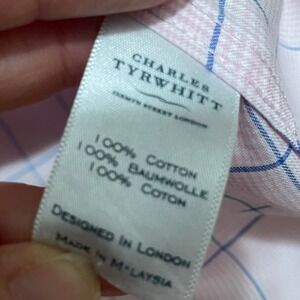 CHARLES
TYRWHITT
JERMYN STREET LONDON
100% COTTON
100% BAUMWOLLE
100% COTON
DESIGNED IN LONDON
MADE IN MALAYSIA